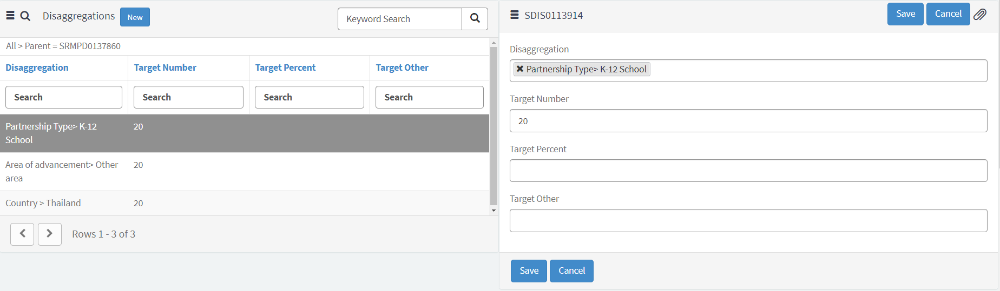 Disaggregations
New
Keyword Search
All > Parent = SRMPD0137860
Disaggregation
Target Number
Target Percent
Target Other
Search
Search
Search
Search
Partnership Type> K-12
School
20
Area of advancement> Other
area
20
Country > Thailand
20
Rows 1 - 3 of 3
SDIS0113914
Save
Cancel
Disaggregation
Partnership Type> K-12 School
Target Number
20
Target Percent
Target Other
Save
Cancel